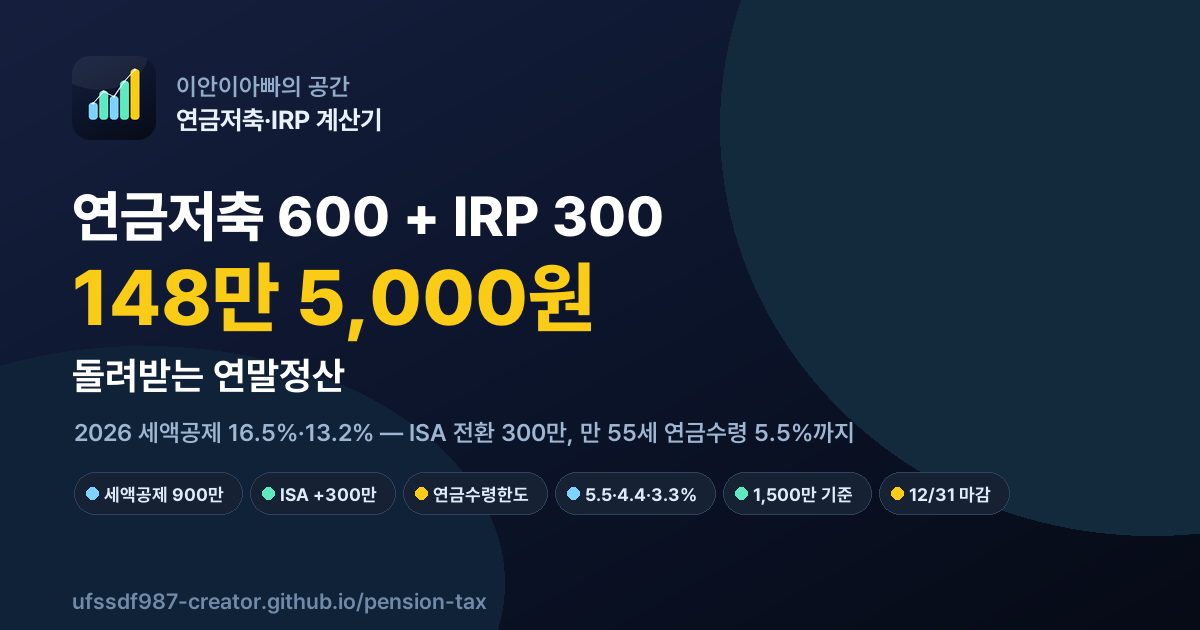 이안이아빠의 공간
연금저축·IRP 계산기
연금저축 600 + IRP 300
148만 5,000원
돌려받는 연말정산
2026 세액공제 16.5%·13.2% — ISA 전환 300만, 만 55세 연금수령 5.5%까지
세액공제 900만 ISA +300만 연금수령한도 5.5·4.4·3.3% 1,500만 기준 12/31 마감
ufssdf987-creator.github.io/pension-tax